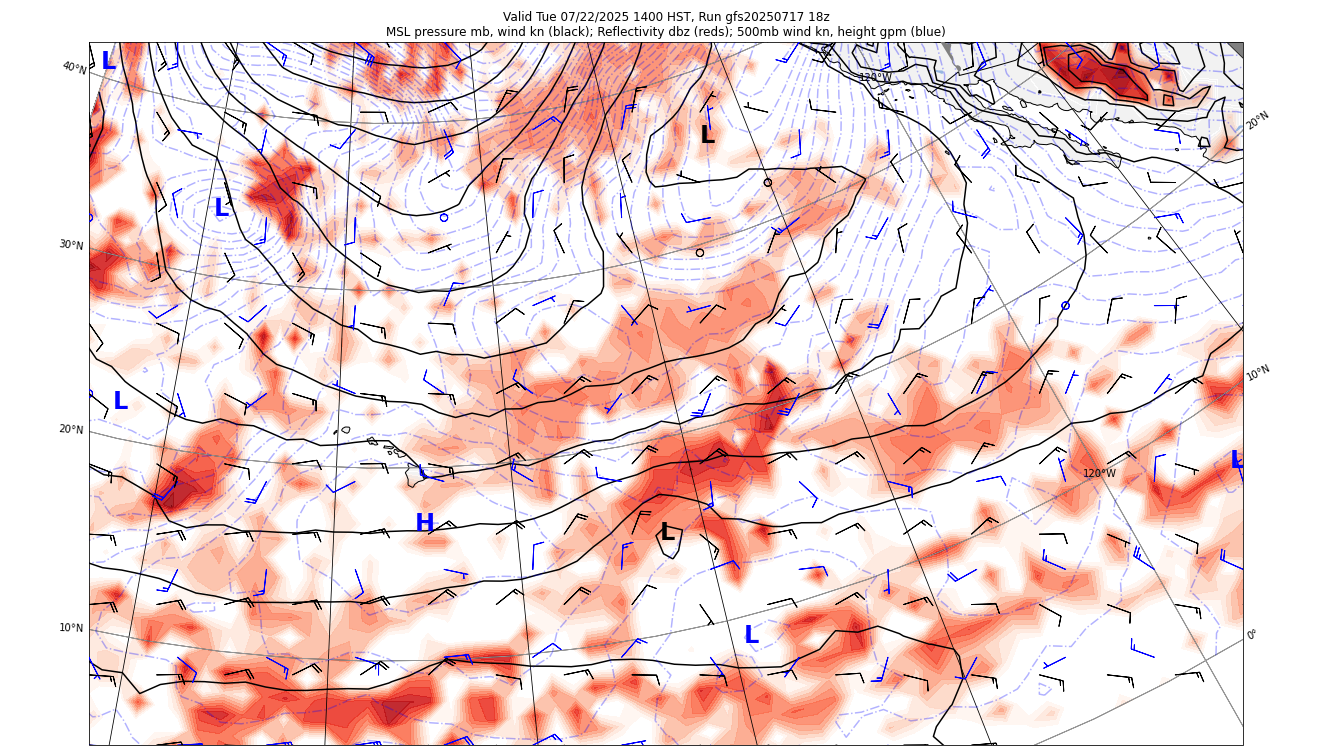 Valid Tue 07/22/2025 1400 HST, Run gfs20250717 18z
MSL pressure mb, wind kn (black); Reflectivity dbz (reds); 500mb wind kn, height gpm (blue)
L
40°N
120°W
20°N
L
L
30°N
10°N
L
20°N
L
120°W
H
L
10°N
L
0°